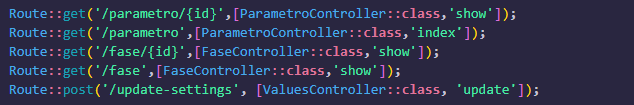 Route::get('/parametro/{id}',[ParametroController::class,'show']);
Route::get('/parametro',[ParametroController::class,'index']);
Route::get('/fase/{id}',[FaseController::class,'show']);
Route::get('/fase',[FaseController::class,'show']);
Route::post('/update-settings', [ValuesController::class, 'update']);